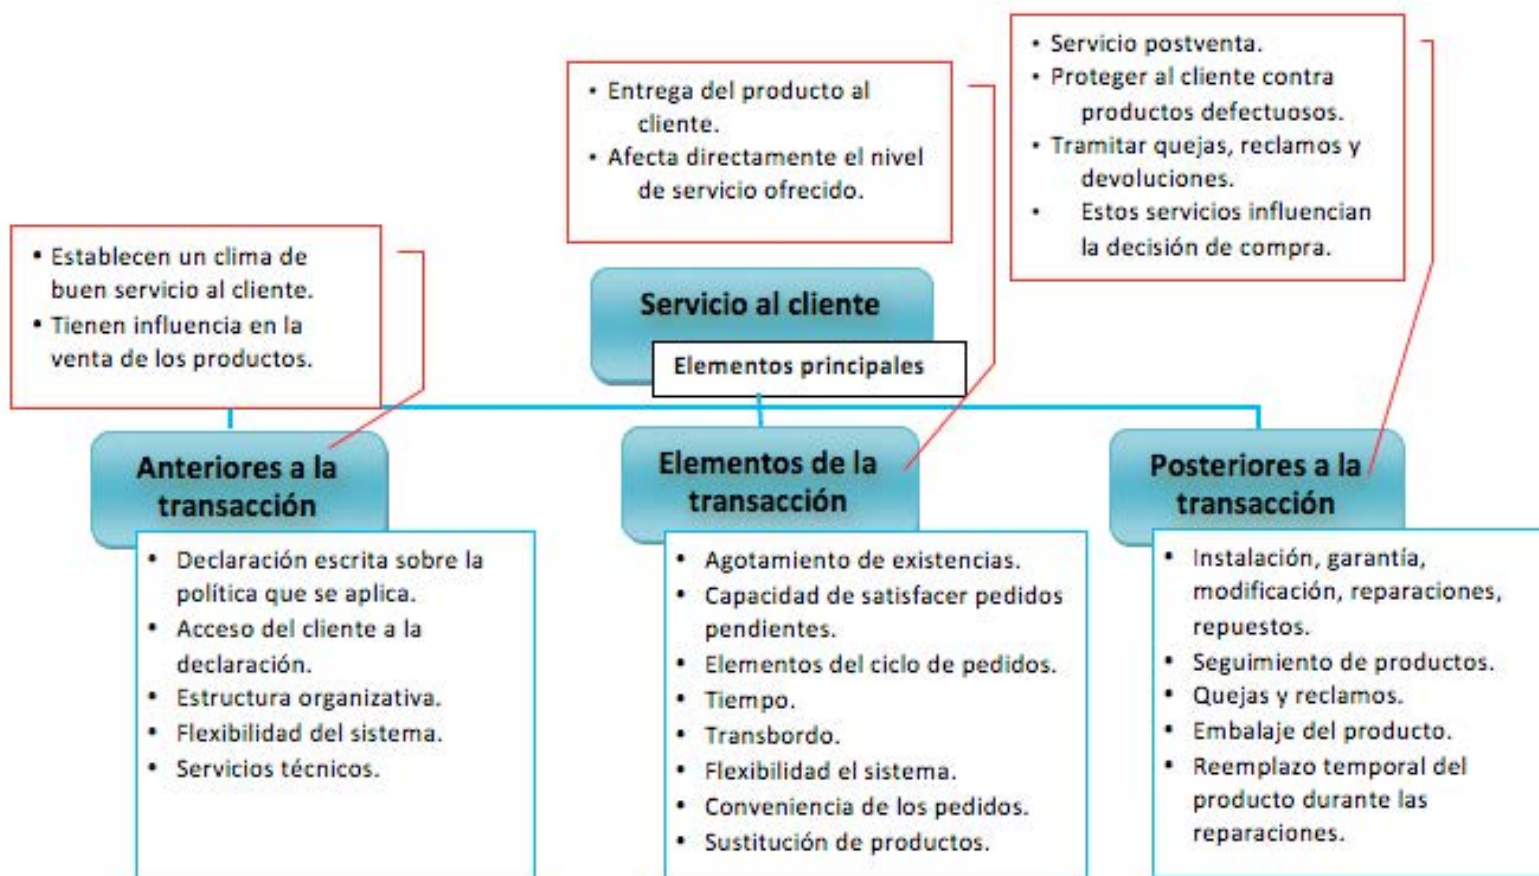 • Servicio postventa.
• Proteger al cliente contra
productos defectuosos.
• Tramitar quejas, reclamos y
devoluciones.
• Estos servicios influencian
la decisión de compra.
• Entrega del producto al
cliente.
• Afecta directamente el nivel
de servicio ofrecido.
• Establecen un clima de
buen servicio al cliente.
• Tienen influencia en la
venta de los productos.
Servicio al cliente
Elementos principales
Anteriores a la
transacción
• Declaración escrita sobre la
política que se aplica.
• Acceso del cliente a la
declaración.
• Estructura organizativa.
• Flexibilidad del sistema.
• Servicios técnicos.
Elementos de la
transacción
• Agotamiento de existencias.
• Capacidad de satisfacer pedidos
pendientes.
• Elementos del ciclo de pedidos.
• Tiempo.
• Transbordo.
• Flexibilidad el sistema.
• Conveniencia de los pedidos.
• Sustitución de productos.
Posteriores a la
transacción
• Instalación, garantía,
modificación, reparaciones,
repuestos.
• Seguimiento de productos.
• Quejas y reclamos.
• Embalaje del producto.
• Reemplazo temporal del
producto durante las
reparaciones.